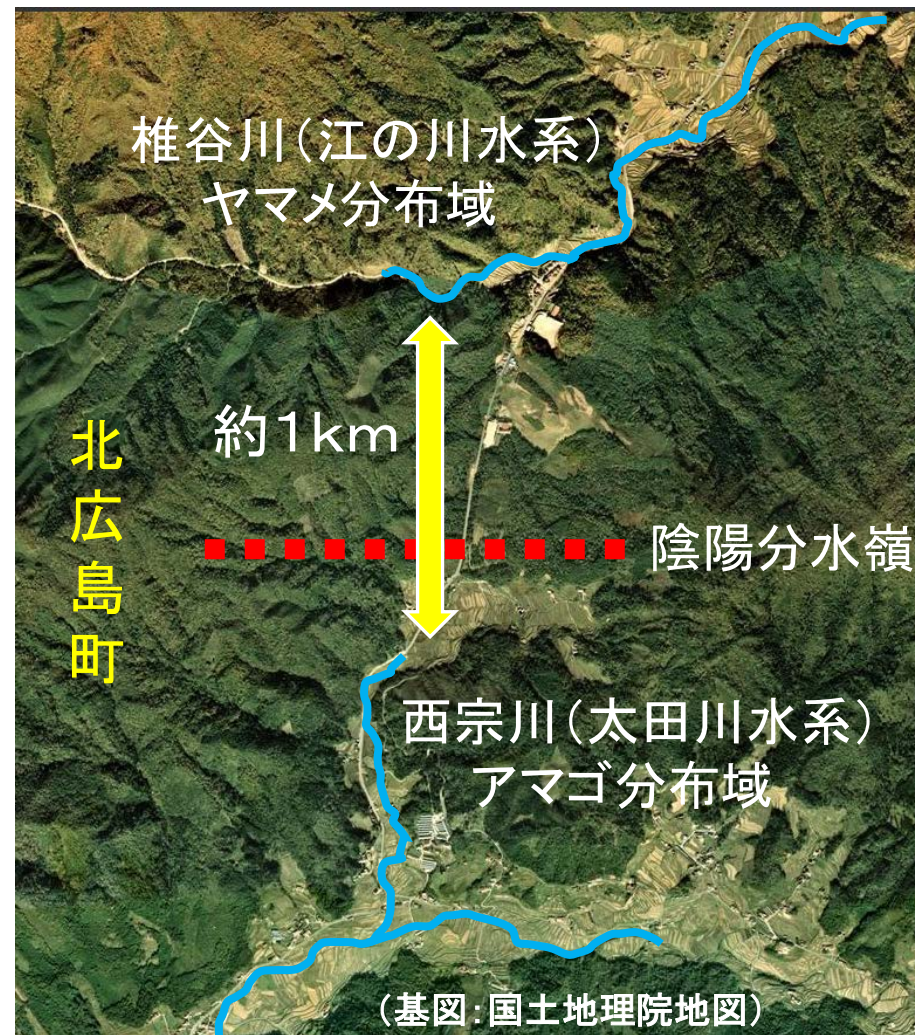 椎谷川（江の川水系）
ヤマメ分布域
約１ｋｍ
北広島町
陰陽分水嶺
西宗川（太田川水系）
アマゴ分布域
（基図：国土地理院地図）